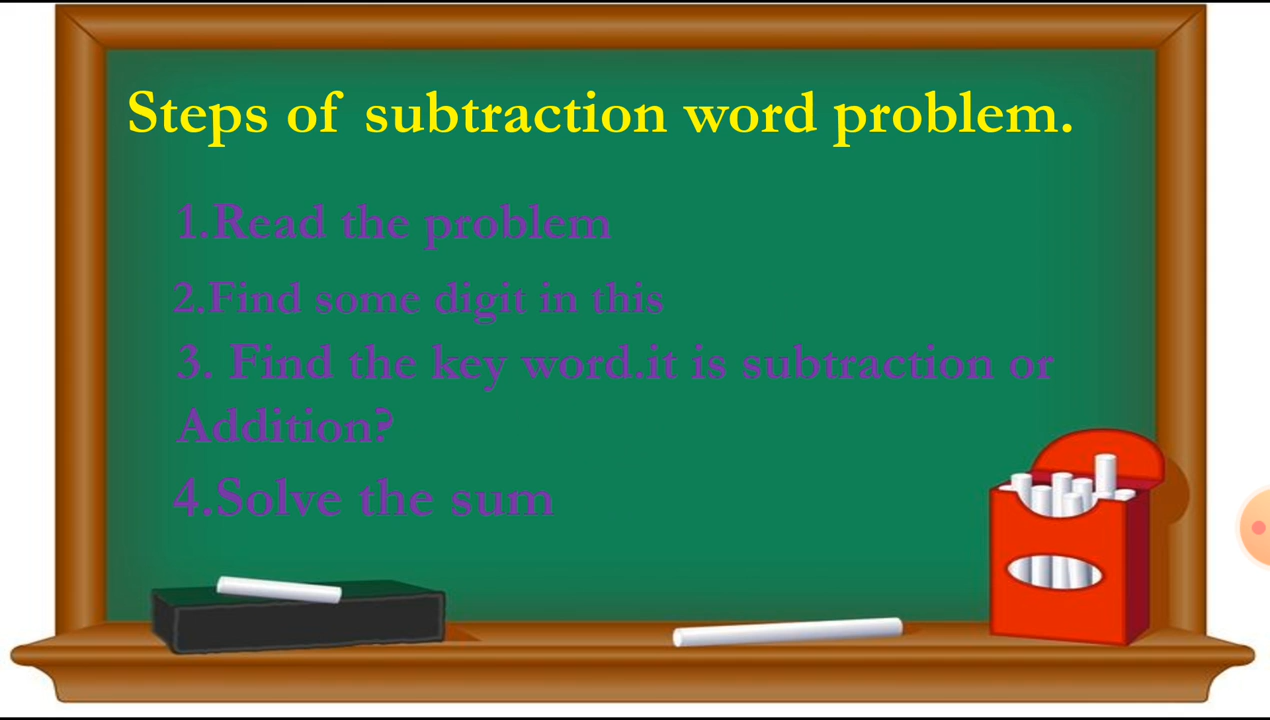 Steps of subtraction word problem.
1.Read the problem
2.Find some digit in this
3. Find the key word.it is subtraction or
Addition?
4.Solve the sum